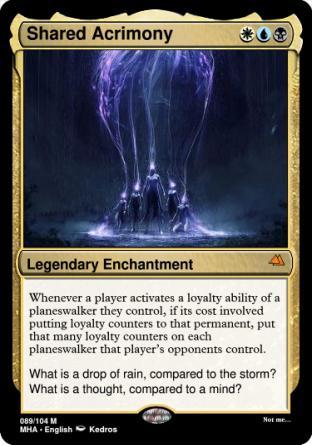 Shared Acrimony
Legendary Enchantment
Whenever a player activates a loyalty ability of a
planeswalker they control, if its cost involved
putting loyalty counters to that permanent, put
that many loyalty counters on each
planeswalker that player's opponents control.
What is a drop of rain, compared to the storm?
What is a thought, compared to a mind?
089/104 M
Not me...
MHA - English Kedros